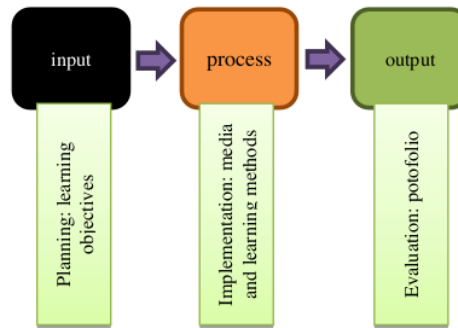 input
process
output
Planning: learning
objectives
Implementation: media
and learning methods
Evaluation: potofolio